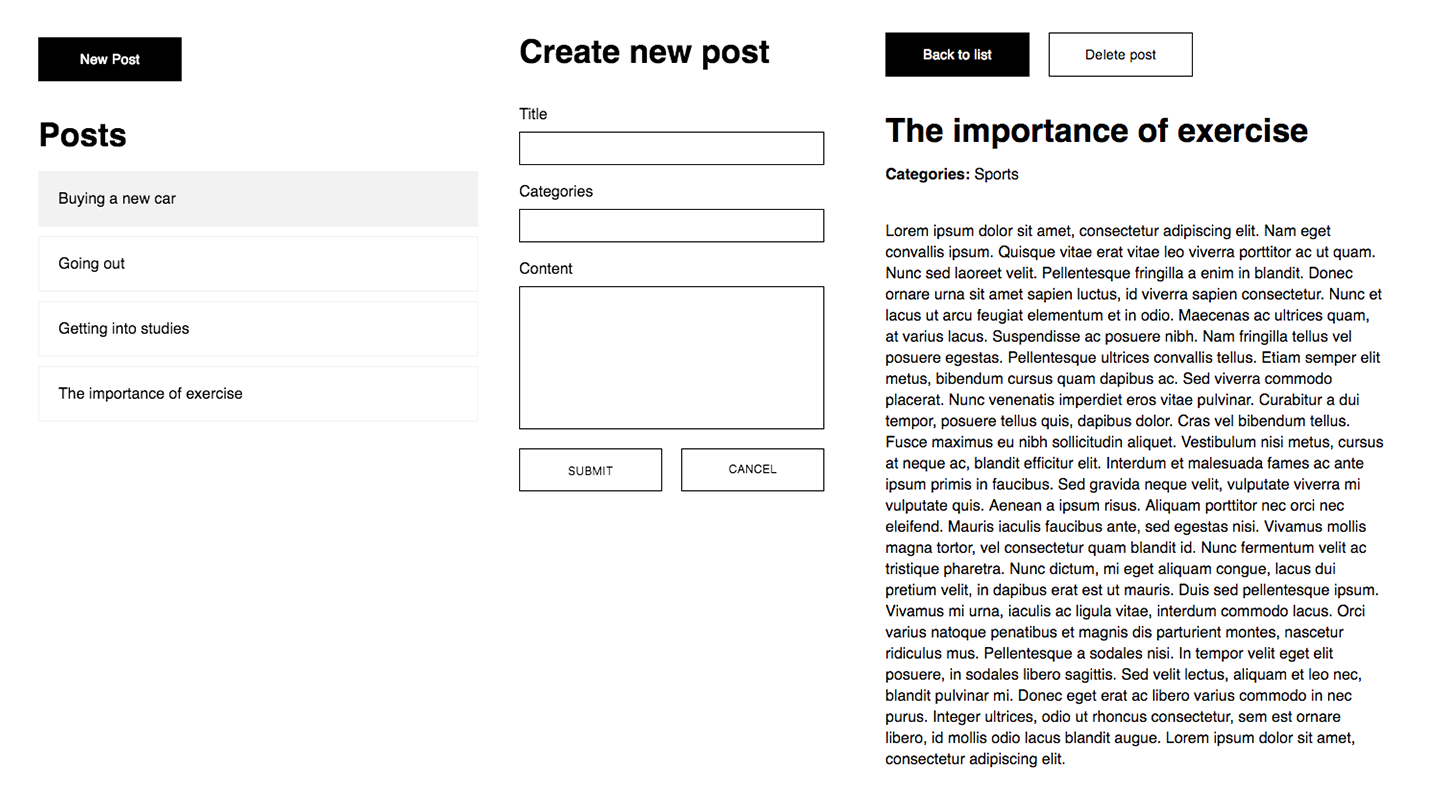 New Post
Posts
Buying a new car
Going out
Getting into studies
The importance of exercise
Create new post
Title
Categories
Content
SUBMIT
CANCEL
Back to list
Delete post
The importance of exercise
Categories: Sports
Lorem ipsum dolor sit amet, consectetur adipiscing elit. Nam eget
convallis ipsum. Quisque vitae erat vitae leo viverra porttitor ac ut quam.
Nunc sed laoreet velit. Pellentesque fringilla a enim in blandit. Donec
ornare urna sit amet sapien luctus, id viverra sapien consectetur. Nunc et
lacus ut arcu feugiat elementum et in odio. Maecenas ac ultrices quam,
at varius lacus. Suspendisse ac posuere nibh. Nam fringilla tellus vel
posuere egestas. Pellentesque ultrices convallis tellus. Etiam semper elit
metus, bibendum cursus quam dapibus ac. Sed viverra commodo
placerat. Nunc venenatis imperdiet eros vitae pulvinar. Curabitur a dui
tempor, posuere tellus quis, dapibus dolor. Cras vel bibendum tellus.
Fusce maximus eu nibh sollicitudin aliquet. Vestibulum nisi metus, cursus
at neque ac, blandit efficitur elit. Interdum et malesuada fames ac ante
ipsum primis in faucibus. Sed gravida neque velit, vulputate viverra mi
vulputate quis. Aenean a ipsum risus. Aliquam porttitor nec orci nec
eleifend. Mauris iaculis faucibus ante, sed egestas nisi. Vivamus mollis
magna tortor, vel consectetur quam blandit id. Nunc fermentum velit ac
tristique pharetra. Nunc dictum, mi eget aliquam congue, lacus dui
pretium velit, in dapibus erat est ut mauris. Duis sed pellentesque ipsum.
Vivamus mi urna, iaculis ac ligula vitae, interdum commodo lacus. Orci
varius natoque penatibus et magnis dis parturient montes, nascetur
ridiculus mus. Pellentesque a sodales nisi. In tempor velit eget elit
posuere, in sodales libero sagittis. Sed velit lectus, aliquam et leo nec,
blandit pulvinar mi. Donec eget erat ac libero varius commodo in nec
purus. Integer ultrices, odio ut rhoncus consectetur, sem est ornare
libero, id mollis odio lacus blandit augue. Lorem ipsum dolor sit amet,
consectetur adipiscing elit.